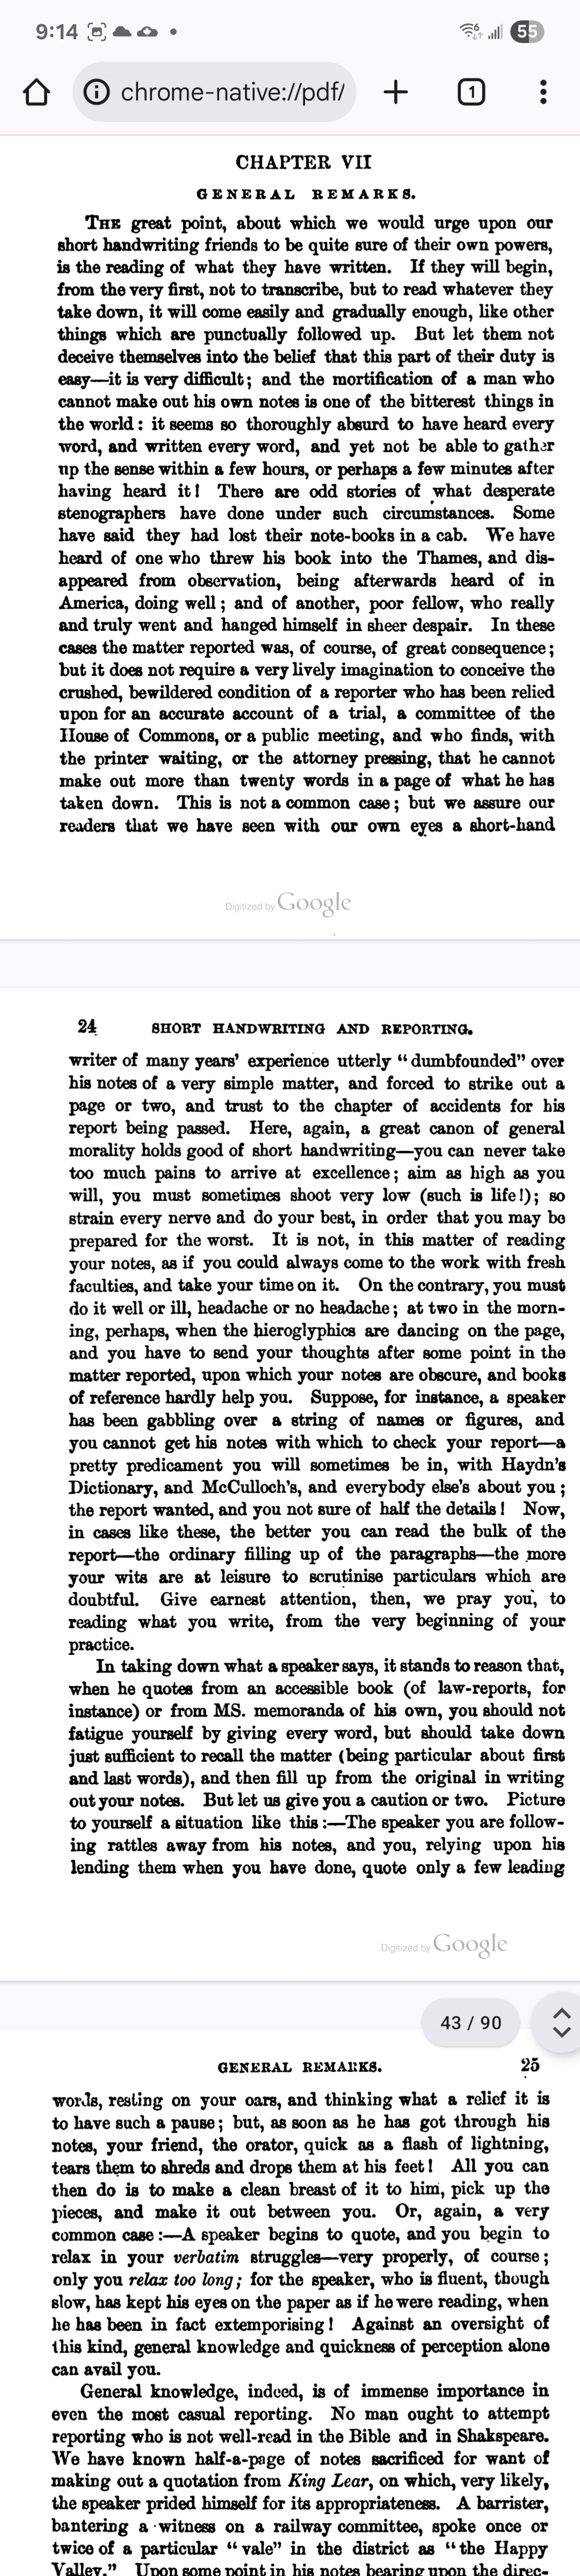 9:14
55
chrome-native://pdf/
1
CHAPTER VII
GENERAL REMARKS.
THE great point, about which we would urge upon our
short handwriting friends to be quite sure of their own powers,
is the reading of what they have written. If they will begin,
from the very first, not to transcribe, but to read whatever they
take down, it will come easily and gradually enough, like other
things which are punctually followed up. But let them not
deceive themselves into the belief that this part of their duty is
easy—it is very difficult; and the mortification of a man who
cannot make out his own notes is one of the bitterest things in
the world: it seems so thoroughly absurd to have heard every
word, and written every word, and yet not be able to gather
up the sense within a few hours, or perhaps a few minutes after
having heard it! There are odd stories of what desperate
stenographers have done under such circumstances. Some
have said they had lost their note-books in a cab. We have
heard of one who threw his book into the Thames, and dis-
appeared from observation, being afterwards heard of in
America, doing well; and of another, poor fellow, who really
and truly went and hanged himself in sheer despair. In these
cases the matter reported was, of course, of great consequence;
but it does not require a very lively imagination to conceive the
crushed, bewildered condition of a reporter who has been relied
upon for an accurate account of a trial, a committee of the
House of Commons, or a public meeting, and who finds, with
the printer waiting, or the attorney pressing, that he cannot
make out more than twenty words in a page of what he has
taken down. This is not a common case; but we assure our
readers that we have seen with our own eyes a short-hand
Digitized by Google
24 SHORT HANDWRITING AND REPORTING.
writer of many years' experience utterly "dumbfounded" over
his notes of a very simple matter, and forced to strike out a
page or two, and trust to the chapter of accidents for his
report being passed. Here, again, a great canon of general
morality holds good of short handwriting—you can never take
too much pains to arrive at excellence; aim as high as you
will, you must sometimes shoot very low (such is life!); so
strain every nerve and do your best, in order that you may be
prepared for the worst. It is not, in this matter of reading
your notes, as if you could always come to the work with fresh
faculties, and take your time on it. On the contrary, you must
do it well or ill, headache or no headache; at two in the morn-
ing, perhaps, when the hieroglyphics are dancing on the page,
and you have to send your thoughts after some point in the
matter reported, upon which your notes are obscure, and books
of reference hardly help you. Suppose, for instance, a speaker
has been gabbling over a string of names or figures, and
you cannot get his notes with which to check your report—a
pretty predicament you will sometimes be in, with Haydn's
Dictionary, and McCulloch's, and everybody else's about you;
the report wanted, and you not sure of half the details! Now,
in cases like these, the better you can read the bulk of the
report—the ordinary filling up of the paragraphs—the more
your wits are at leisure to scrutinise particulars which are
doubtful. Give earnest attention, then, we pray you, to
reading what you write, from the very beginning of your
practice.
In taking down what a speaker says, it stands to reason that,
when he quotes from an accessible book (of law-reports, for
instance) or from MS. memoranda of his own, you should not
fatigue yourself by giving every word, but should take down
just sufficient to recall the matter (being particular about first
and last words), and then fill up from the original in writing
out your notes. But let us give you a caution or two. Picture
to yourself a situation like this:—The speaker you are follow-
ing rattles away from his notes, and you, relying upon his
lending them when you have done, quote only a few leading
Digitized by Google
43 / 90
GENERAL REMARKS. 25
words, resting on your oars, and thinking what a relief it is
to have such a pause; but, as soon as he has got through his
notes, your friend, the orator, quick as a flash of lightning,
tears them to shreds and drops them at his feet! All you can
then do is to make a clean breast of it to him, pick up the
pieces, and make it out between you. Or, again, a very
common case:—A speaker begins to quote, and you begin to
relax in your verbatim struggles—very properly, of course;
only you relax too long; for the speaker, who is fluent, though
slow, has kept his eyes on the paper as if he were reading, when
he has been in fact extemporising! Against an oversight of
this kind, general knowledge and quickness of perception alone
can avail you.
General knowledge, indeed, is of immense importance in
even the most casual reporting. No man ought to attempt
reporting who is not well-read in the Bible and in Shakspeare.
We have known half-a-page of notes sacrificed for want of
making out a quotation from King Lear, on which, very likely,
the speaker prided himself for its appropriateness. A barrister,
bantering a witness on a railway committee, spoke once or
twice of a particular "vale" in the district as "the Happy
Valley." Upon some point in his notes bearing upon the direc-